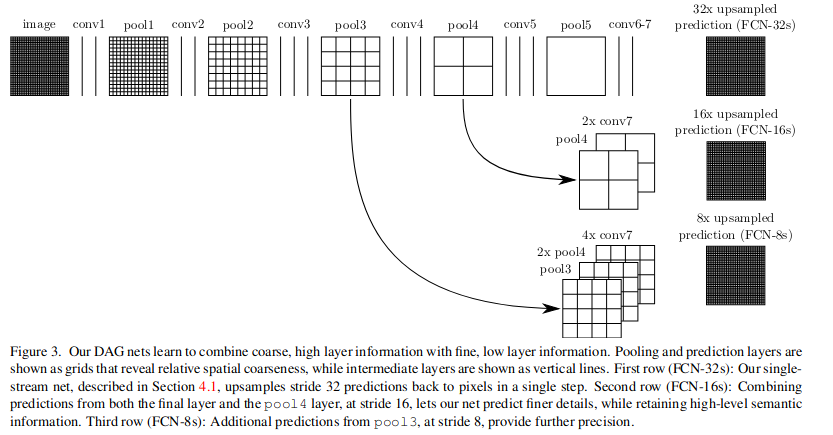 image conv1 pool1 conv2 pool2 conv3 pool3 conv4 pool4 conv5 pool5 conv6-7
32x upsampled
prediction (FCN-32s)
16x upsampled
prediction (FCN-16s)
2x conv7
pool4
8x upsampled
prediction (FCN-8s)
4x conv7
2x pool4
pool3
Figure 3. Our DAG nets learn to combine coarse, high layer information with fine, low layer information. Pooling and prediction layers are
shown as grids that reveal relative spatial coarseness, while intermediate layers are shown as vertical lines. First row (FCN-32s): Our single-
stream net, described in Section 4.1, upsamples stride 32 predictions back to pixels in a single step. Second row (FCN-16s): Combining
predictions from both the final layer and the pool4 layer, at stride 16, lets our net predict finer details, while retaining high-level semantic
information. Third row (FCN-8s): Additional predictions from pool3, at stride 8, provide further precision.